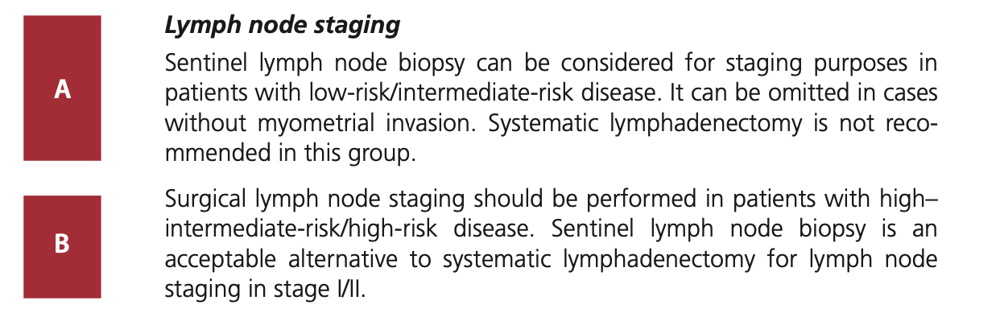 Lymph node staging
A
Sentinel lymph node biopsy can be considered for staging purposes in
patients with low-risk/intermediate-risk disease. It can be omitted in cases
without myometrial invasion. Systematic lymphadenectomy is not reco-
mmended in this group.
B
Surgical lymph node staging should be performed in patients with high–
intermediate-risk/high-risk disease. Sentinel lymph node biopsy is an
acceptable alternative to systematic lymphadenectomy for lymph node
staging in stage I/II.